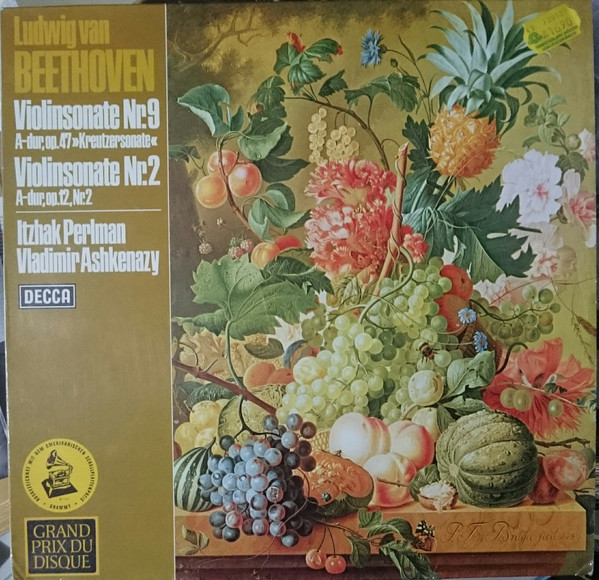 Ludwig van
BEETHOVEN
Violinsonate Nr.9
A-dur, op. 47 »Kreutzersonate«
Violinsonate Nr.2
A-dur, op. 12, Nr. 2
Itzhak Perlman
Vladimir Ashkenazy
DECCA
GRAMMY
GRAND
PRIX DU
DISQUE